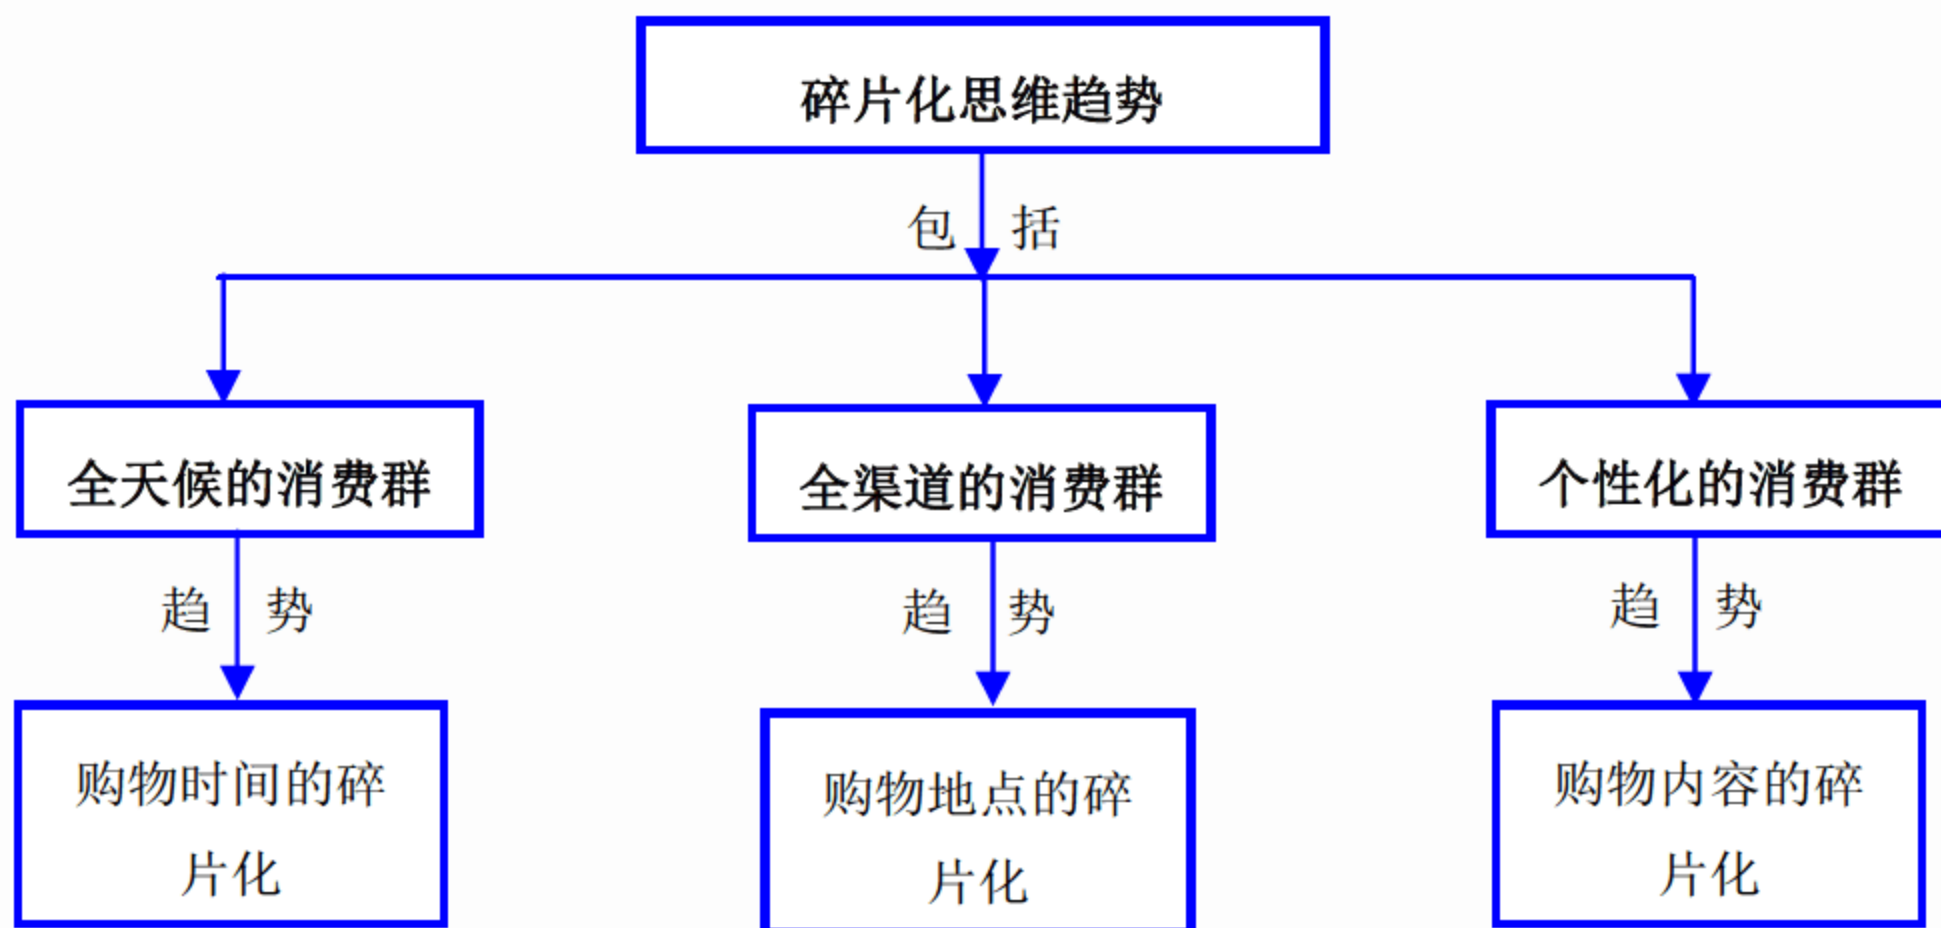 碎片化思维趋势
包 括
全天候的消费群
全渠道的消费群
个性化的消费群
趋 势
趋 势
趋 势
购物时间的碎
片化
购物地点的碎
片化
购物内容的碎
片化